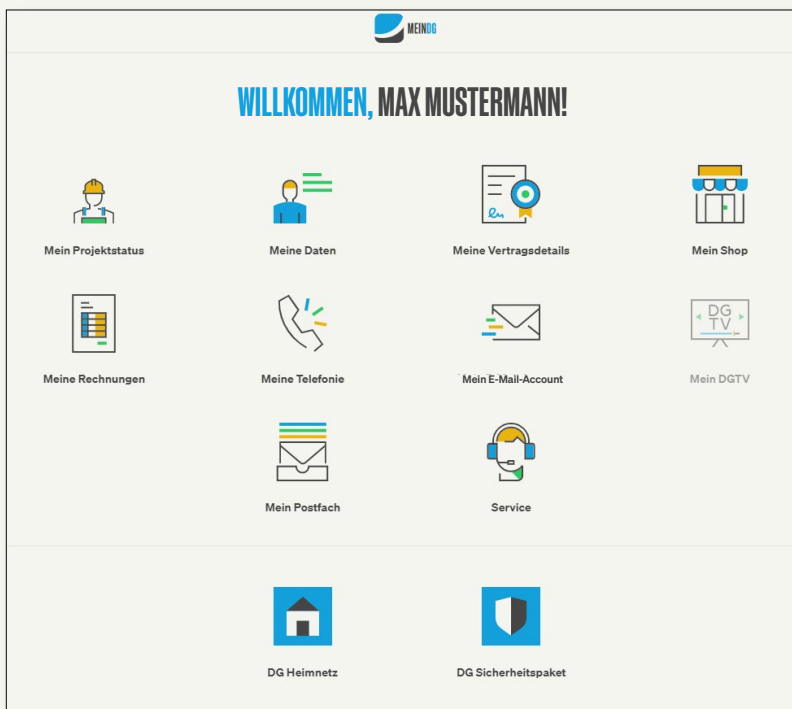 MEINDG
WILLKOMMEN, MAX MUSTERMANN!
Mein Projektstatus
Meine Daten
Meine Vertragsdetails
Mein Shop
DG
TV
Meine Rechnungen
Meine Telefonie
Mein E-Mail-Account
Mein DGTV
Mein Postfach
Service
DG Heimnetz
DG Sicherheitspaket